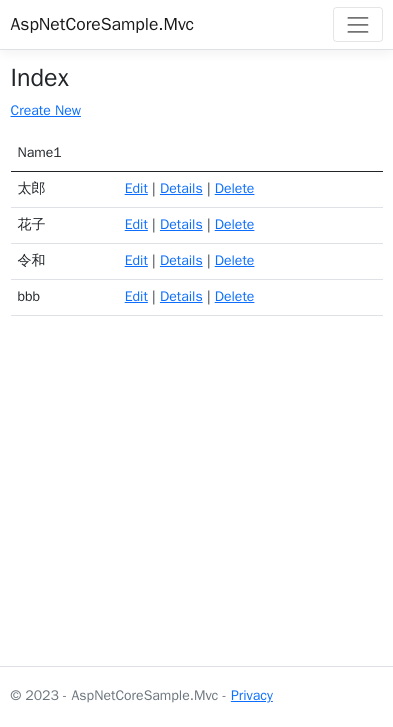 AspNetCoreSample.Mvc
Index
Create New
Name1
太郎 Edit | Details | Delete
花子 Edit | Details | Delete
令和 Edit | Details | Delete
bbb Edit | Details | Delete
© 2023 - AspNetCoreSample.Mvc - Privacy